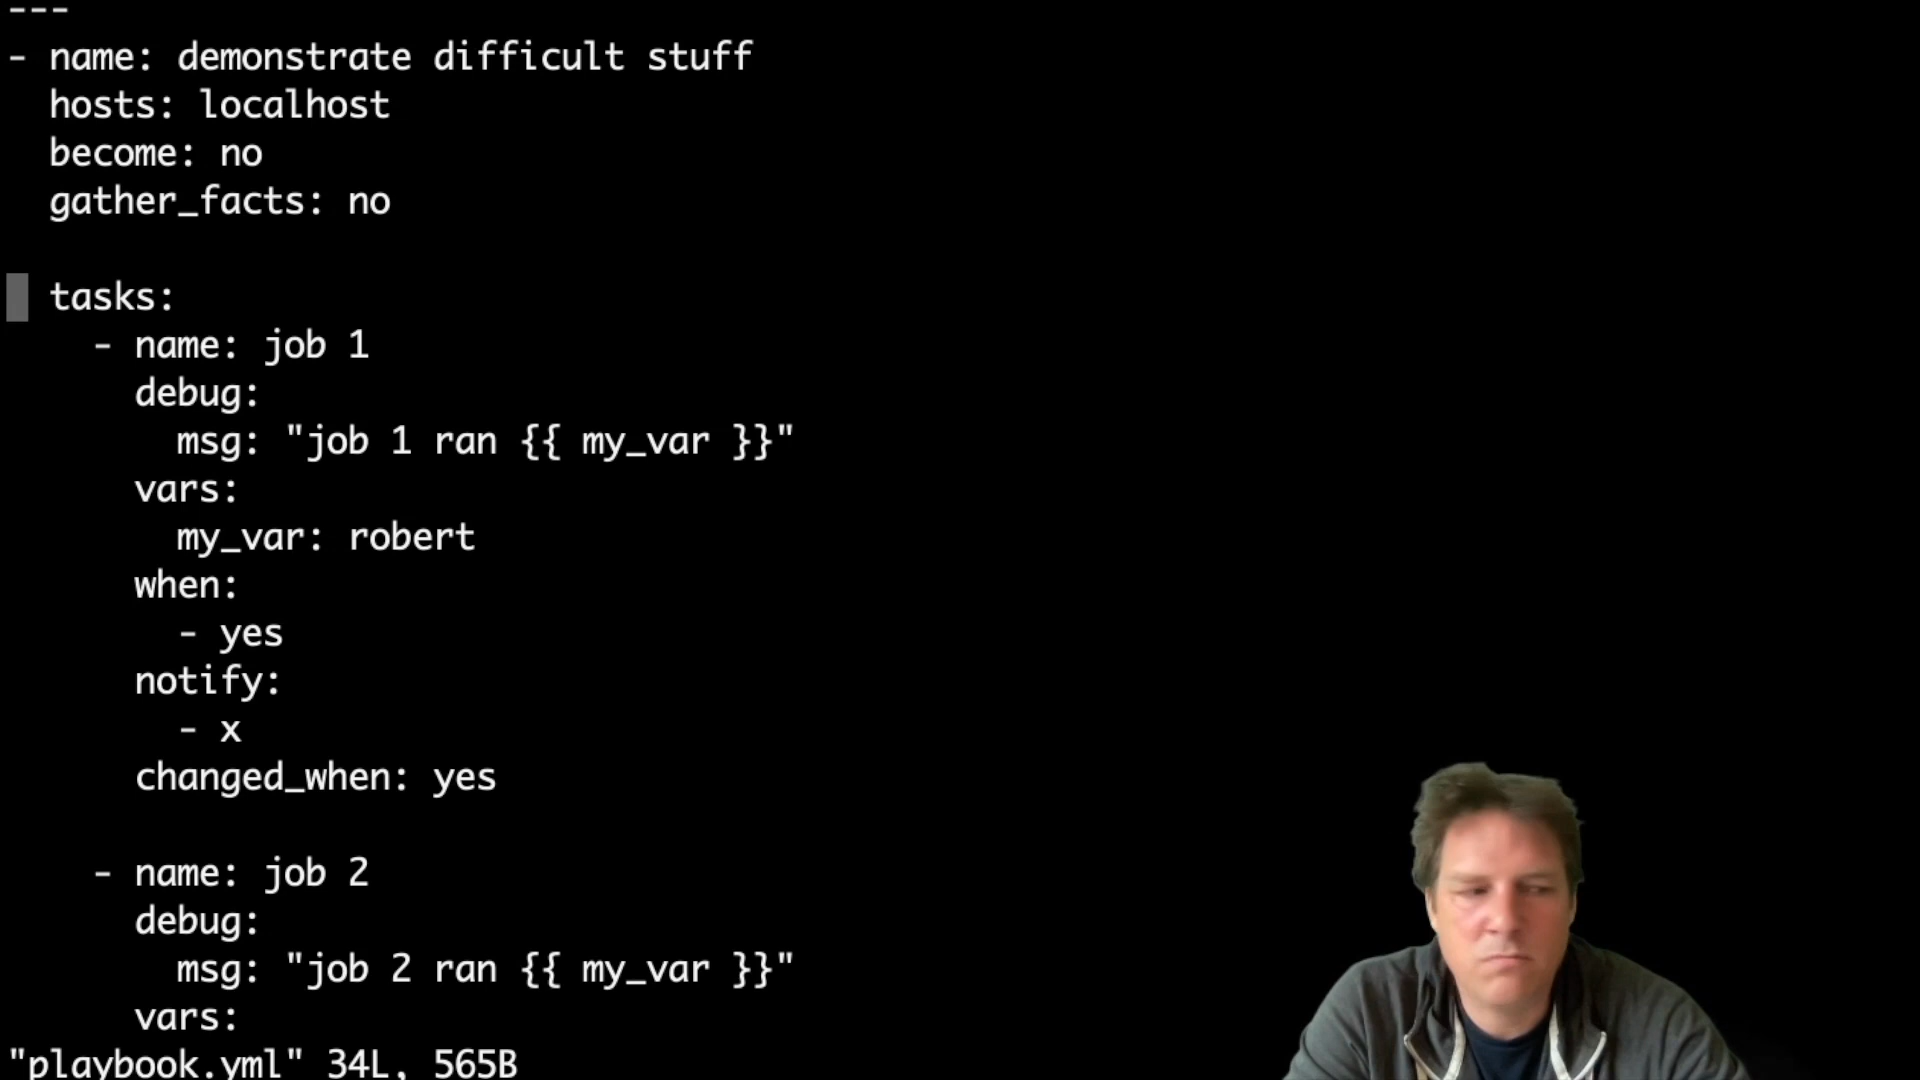 ---
- name: demonstrate difficult stuff
  hosts: localhost
  become: no
  gather_facts: no
  tasks:
    - name: job 1
      debug:
        msg: "job 1 ran {{ my_var }}"
      vars:
        my_var: robert
      when:
        - yes
      notify:
        - x
      changed_when: yes
    - name: job 2
      debug:
        msg: "job 2 ran {{ my_var }}"
      vars:
"playbook.yml" 34L, 565B